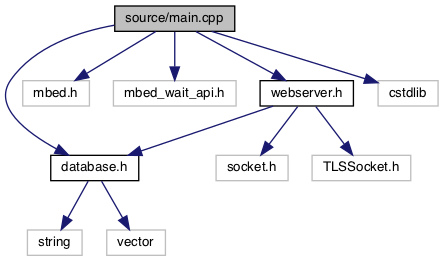 source/main.cpp
mbed.h
mbed_wait_api.h
webserver.h
cstdlib
database.h
socket.h
TLSSocket.h
string
vector